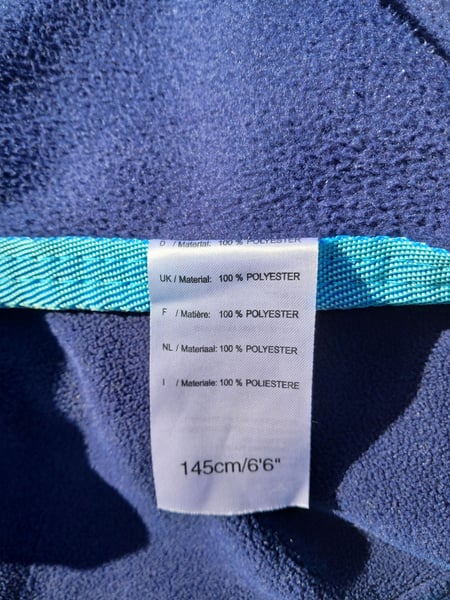 D / Material: 100 % POLYESTER
UK / Material: 100 % POLYESTER
F / Matière: 100 % POLYESTER
NL / Materiaal: 100 % POLYESTER
I / Materiale: 100 % POLIESTERE
145cm/6'6"